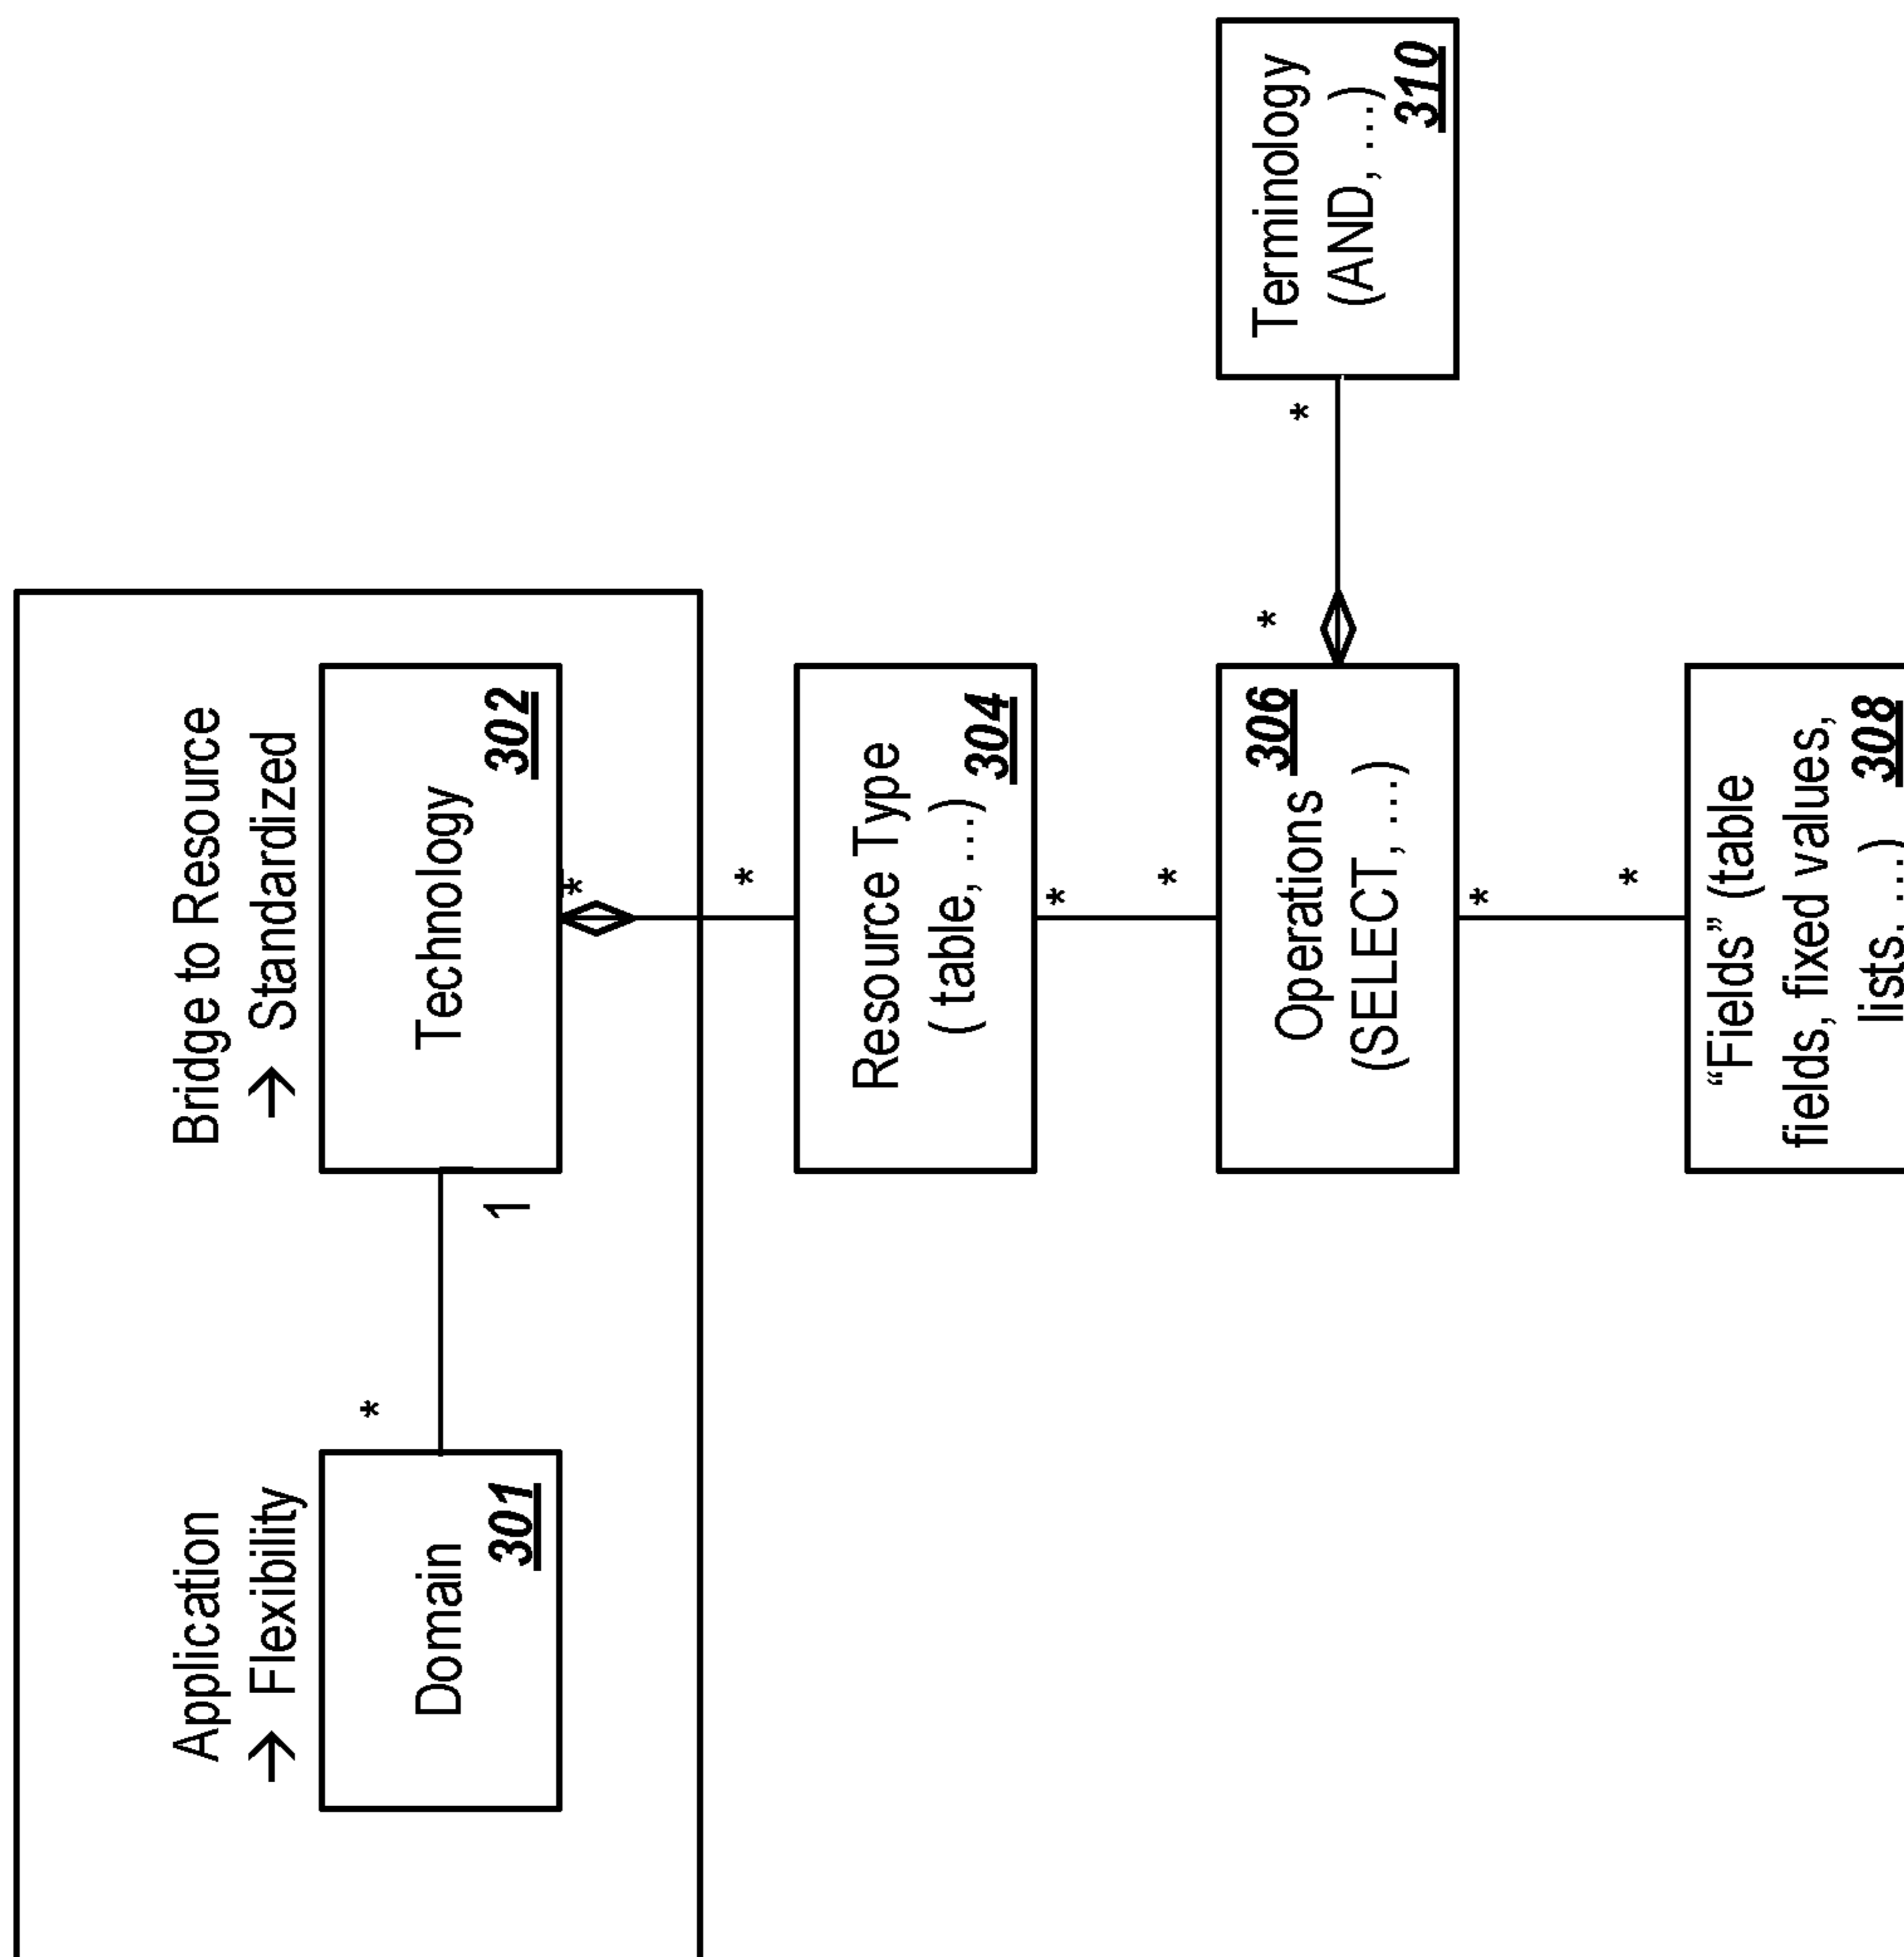 Application
→ Flexibility
Domain
301
*
1
Bridge to Resource
→ Standardized
Technology
302
*
*
Resource Type
(table,...)
304
*
*
Operations
(SELECT,...)
306
*
*
Terminology
(AND, ...)
310
*
*
“Fields” (table
fields, fixed values,
lists, ...)
308